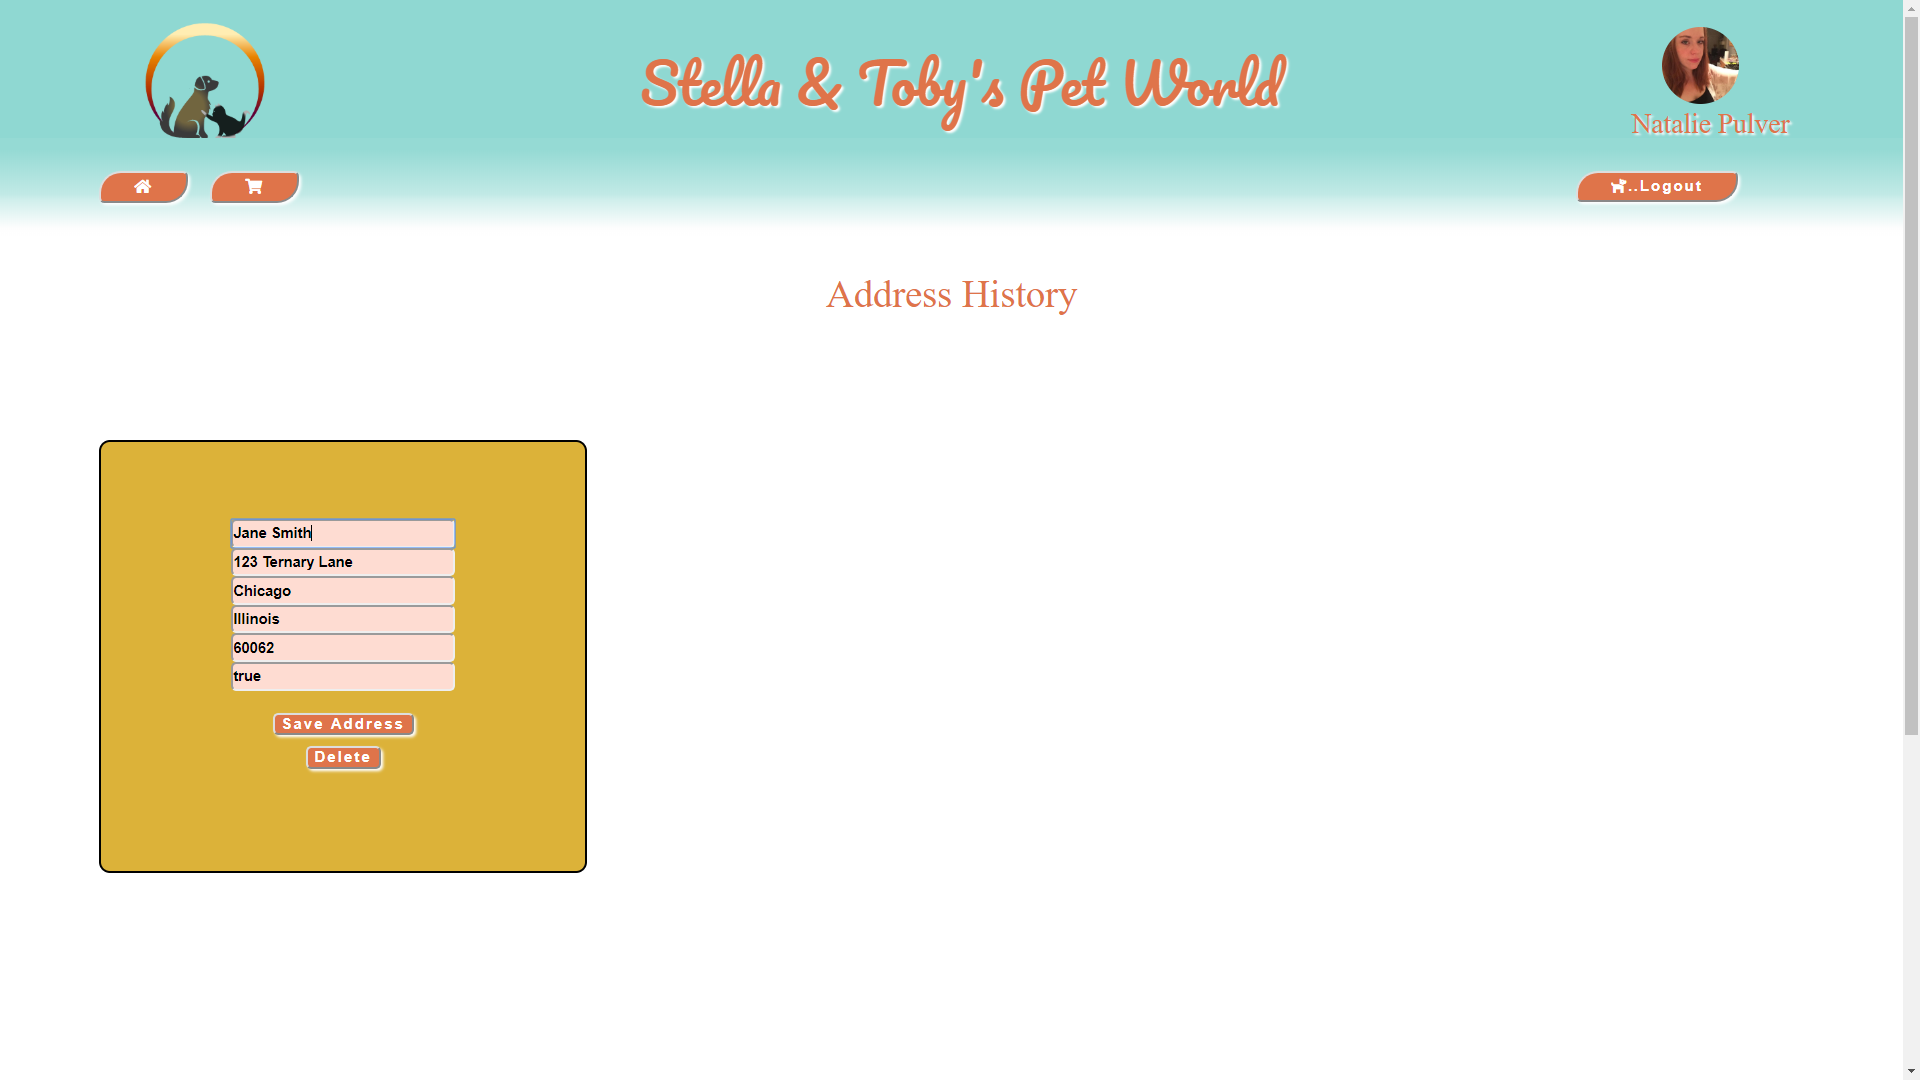 Stella & Toby's Pet World
Natalie Pulver
..Logout
Address History
Jane Smith
123 Ternary Lane
Chicago
Illinois
60062
true
Save Address
Delete